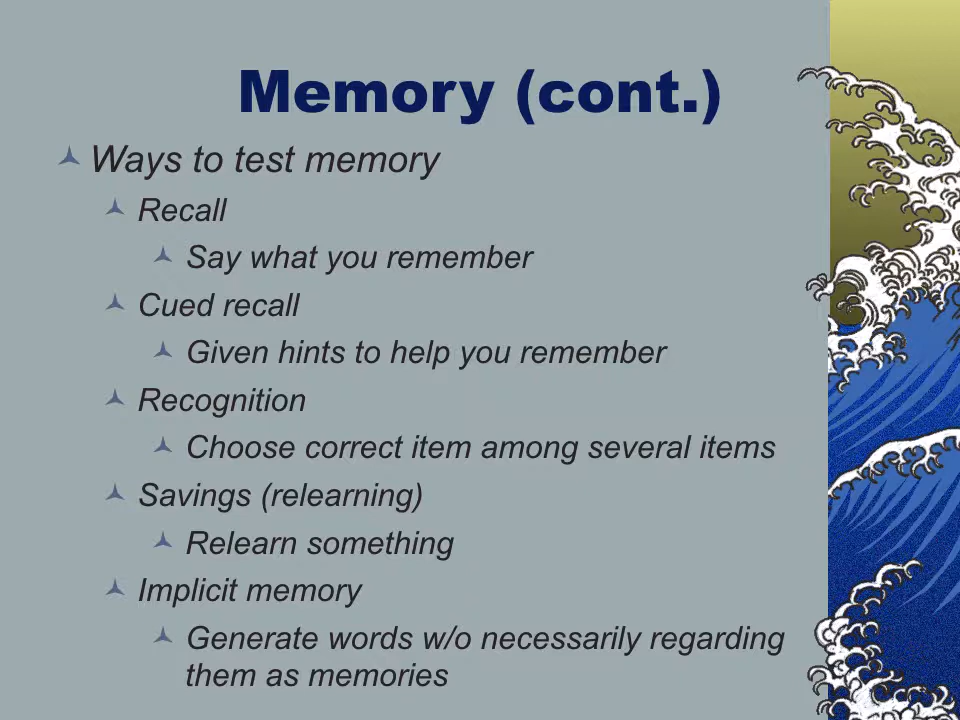 Memory (cont.)
Ways to test memory
Recall
Say what you remember
Cued recall
Given hints to help you remember
Recognition
Choose correct item among several items
Savings (relearning)
Relearn something
Implicit memory
Generate words w/o necessarily regarding
them as memories